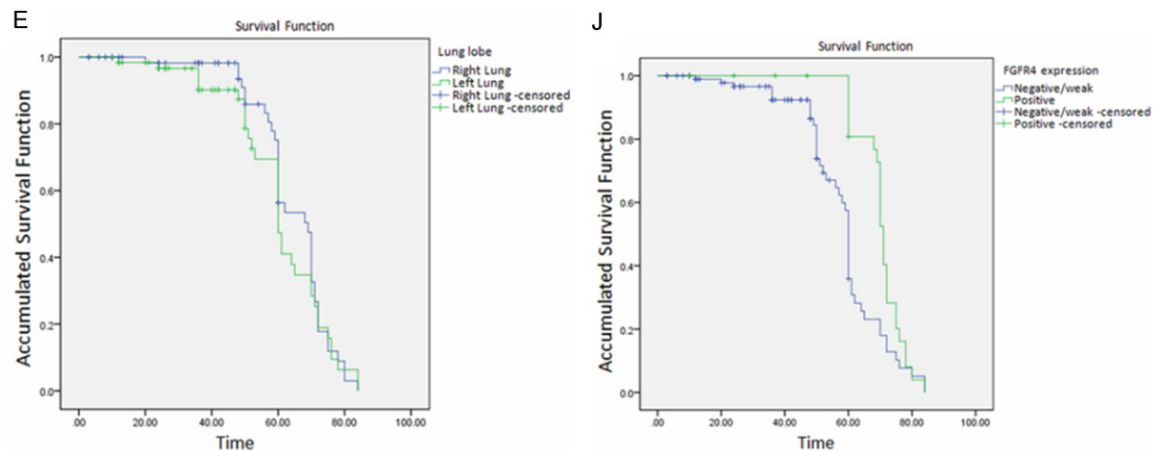 E
Survival Function
Accumulated Survival Function
1.0
0.8
0.6
0.4
0.2
0.0
.00 20.00 40.00 60.00 80.00 100.00
Time
Lung lobe
Right Lung
Left Lung
Right Lung -censored
Left Lung -censored
J
Survival Function
Accumulated Survival Function
1.0
0.8
0.6
0.4
0.2
0.0
.00 20.00 40.00 60.00 80.00 100.00
Time
FGFR4 expression
Negative/weak
Positive
Negative/weak -censored
Positive -censored